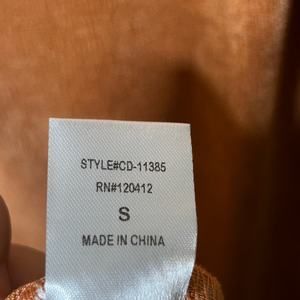 STYLE#CD-11385
RN#120412
S
MADE IN CHINA